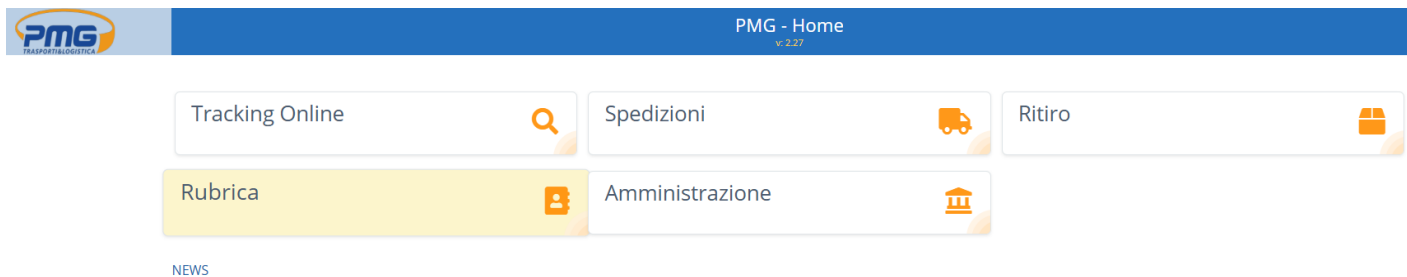 PMG
TRASPORTI&LOGISTICA
PMG - Home
v: 2.27
Tracking Online
Spedizioni
Ritiro
Rubrica
Amministrazione
NEWS